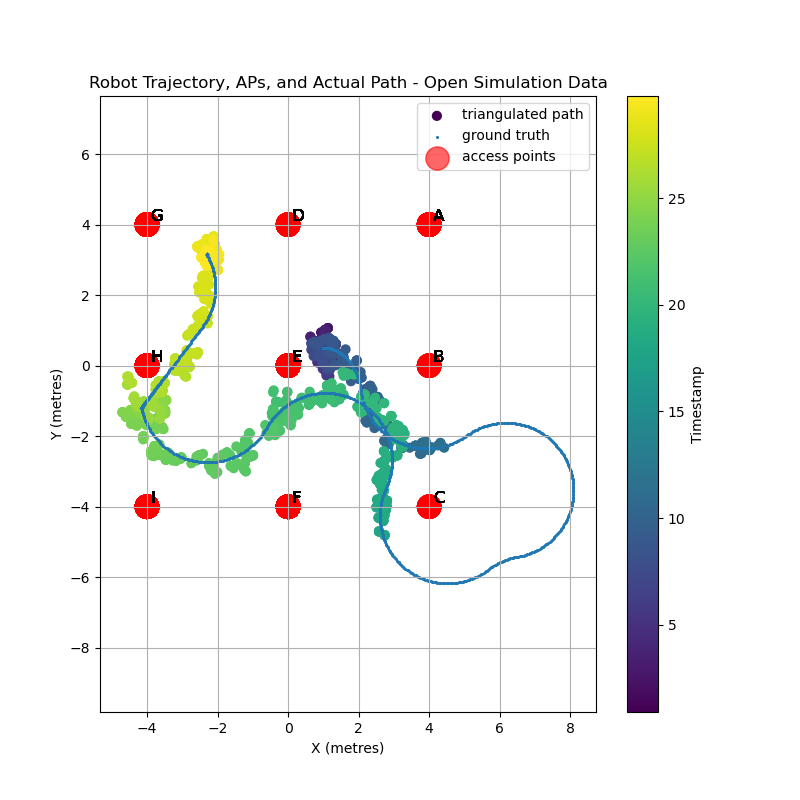 Robot Trajectory, APs, and Actual Path - Open Simulation Data
triangulated path
ground truth
access points
G
D
A
H
E
B
I
F
C
6
4
2
0
−2
−4
−6
−8
Y (metres)
−4
−2
0
2
4
6
8
X (metres)
25
20
15
10
5
Timestamp